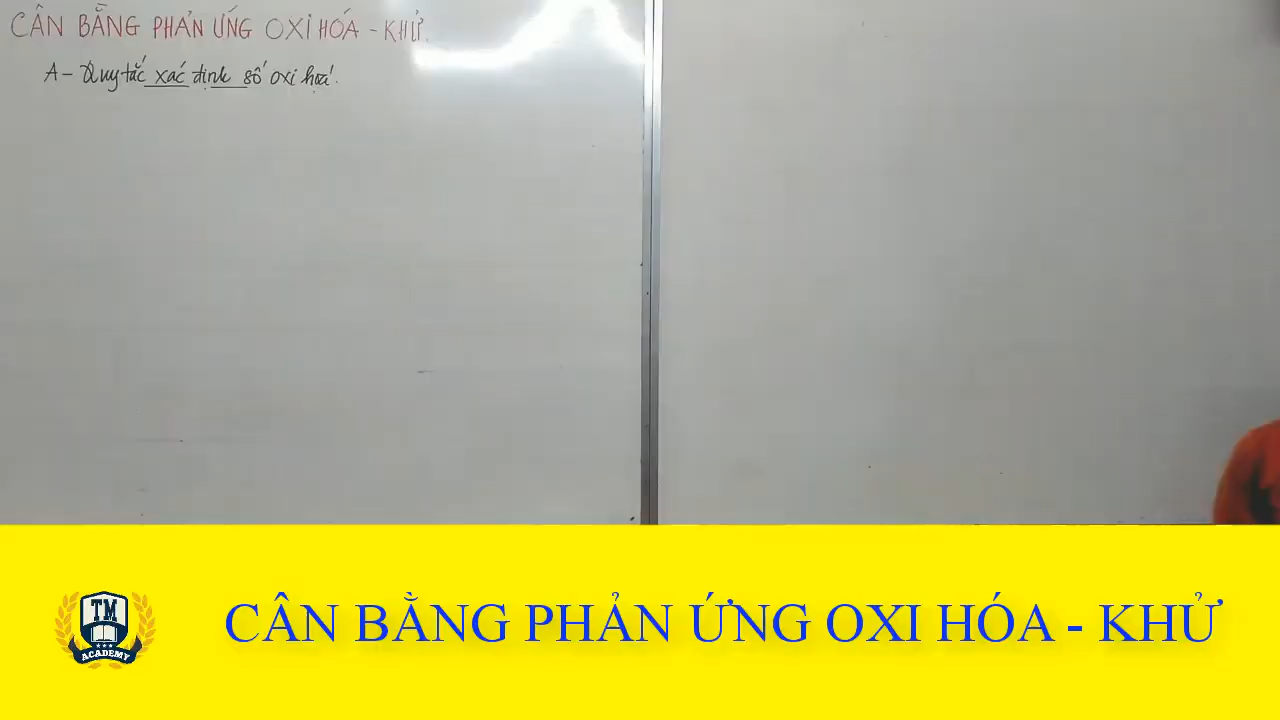 CÂN BẰNG PHẢN ỨNG OXI HÓA - KHỬ.
A - Quy tắc xác định số oxi hoá.
TM
ACADEMY
CÂN BẰNG PHẢN ỨNG OXI HÓA - KHỬ